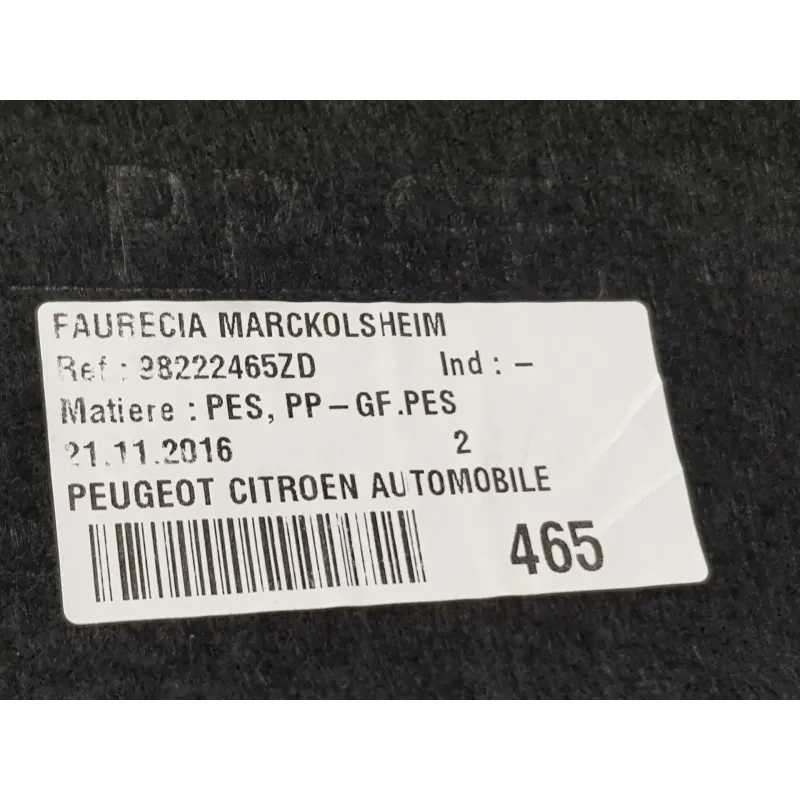 FAURECIA MARCKOLSHEIM
Ref : 98222465ZD Ind : –
Matiere : PES, PP–GF.PES
21.11.2016 2
PEUGEOT CITROEN AUTOMOBILE
465